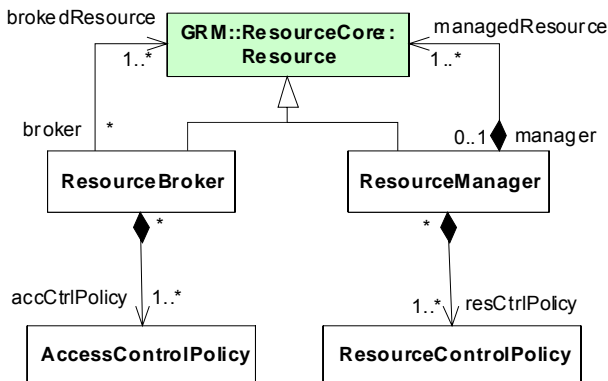 brokedResource
GRM::ResourceCore::
Resource
managedResource
1..*
1..*
broker
*
0..1
manager
ResourceBroker
ResourceManager
*
*
accCtrlPolicy
1..*
1..*
resCtrlPolicy
AccessControlPolicy
ResourceControlPolicy